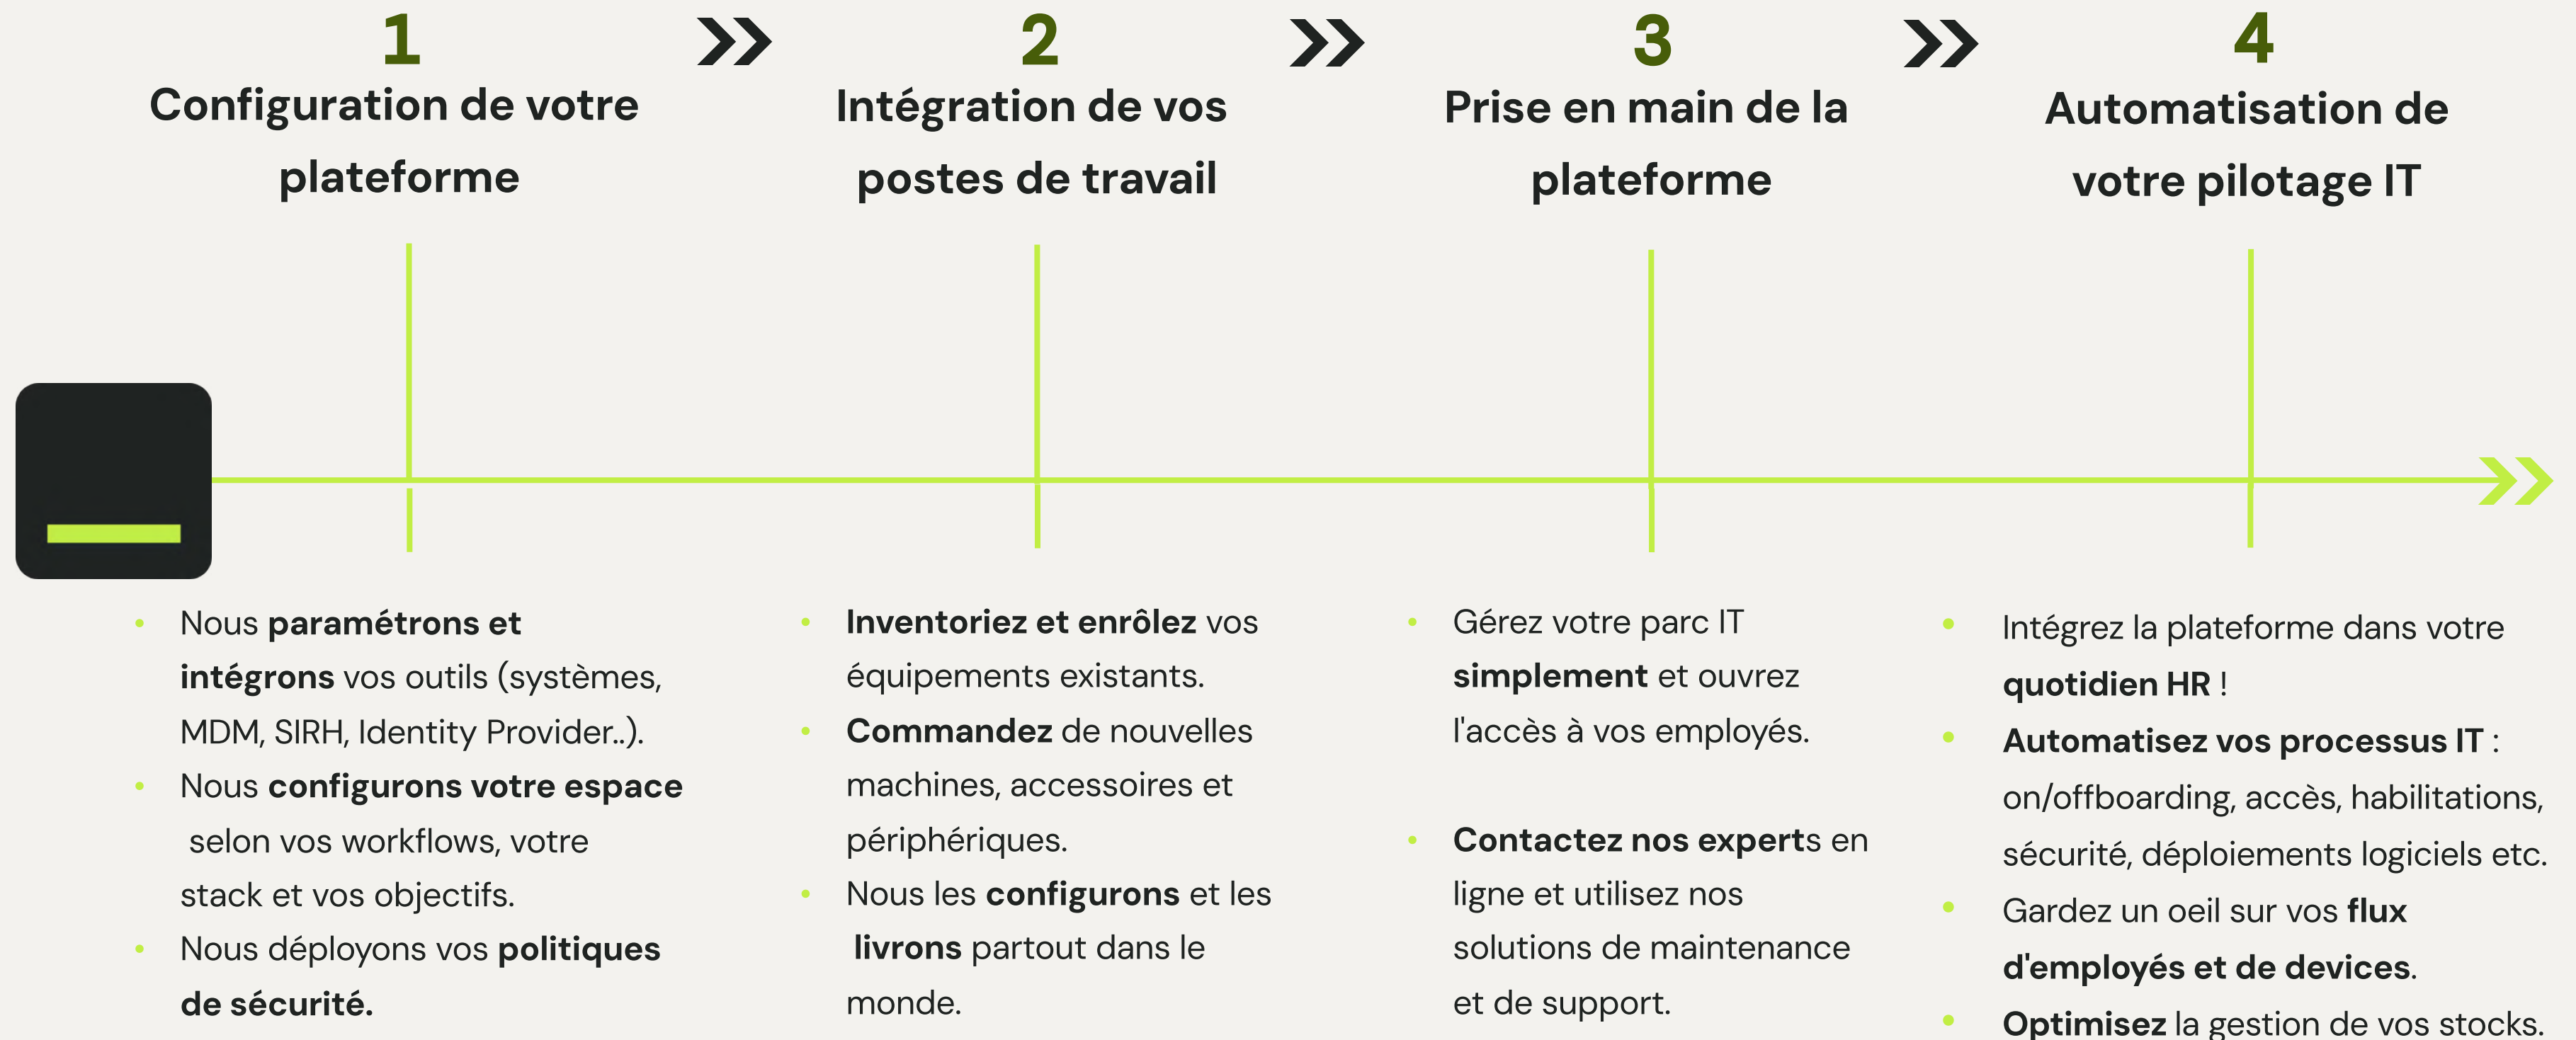 1
Configuration de votre
plateforme
2
Intégration de vos
postes de travail
3
Prise en main de la
plateforme
4
Automatisation de
votre pilotage IT
• Nous paramétrons et
intégrons vos outils (systèmes,
MDM, SIRH, Identity Provider..).
• Nous configurons votre espace
selon vos workflows, votre
stack et vos objectifs.
• Nous déployons vos politiques
de sécurité.
• Inventoriez et enrôlez vos
équipements existants.
• Commandez de nouvelles
machines, accessoires et
périphériques.
• Nous les configurons et les
livrons partout dans le
monde.
• Gérez votre parc IT
simplement et ouvrez
l'accès à vos employés.
• Contactez nos experts en
ligne et utilisez nos
solutions de maintenance
et de support.
• Intégrez la plateforme dans votre
quotidien HR !
• Automatisez vos processus IT :
on/offboarding, accès, habilitations,
sécurité, déploiements logiciels etc.
• Gardez un oeil sur vos flux
d'employés et de devices.
• Optimisez la gestion de vos stocks.